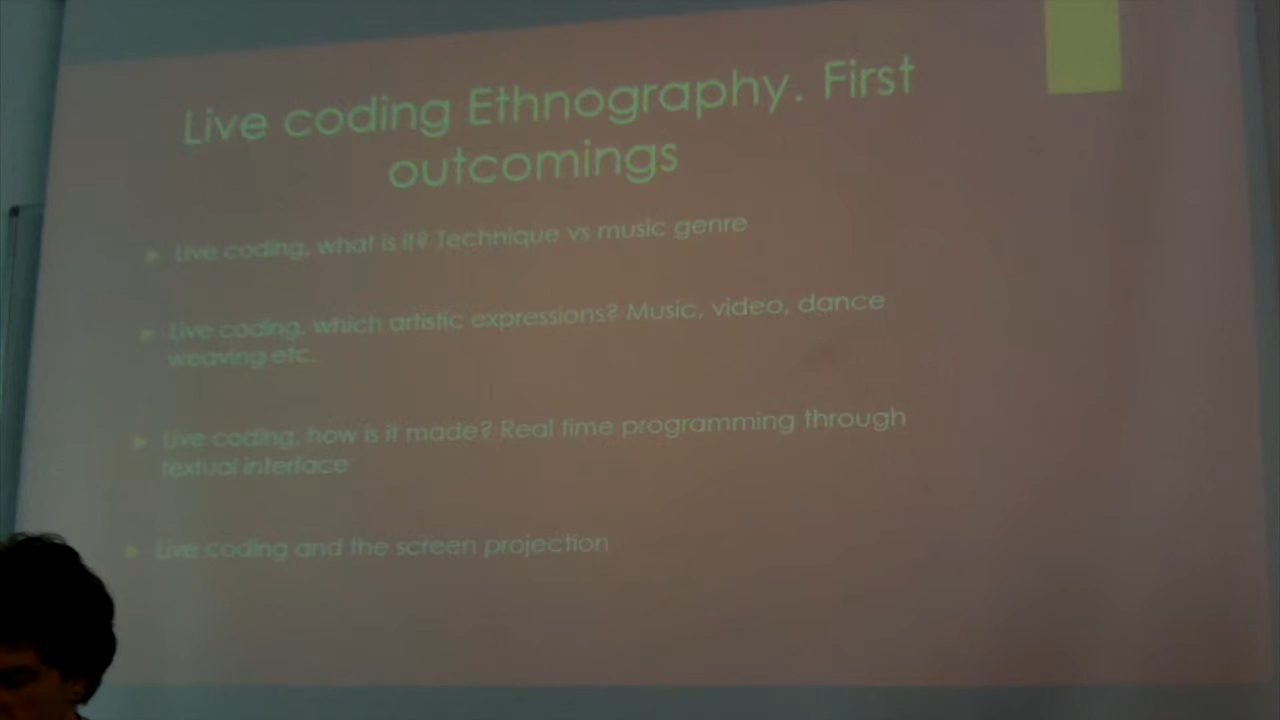 Live coding Ethnography. First
outcomings
Live coding, what is it? Technique vs music genre
Live coding, which artistic expressions? Music, video, dance
weaving etc.
Live coding, how is it made? Real time programming through
textual interface
Live coding and the screen projection